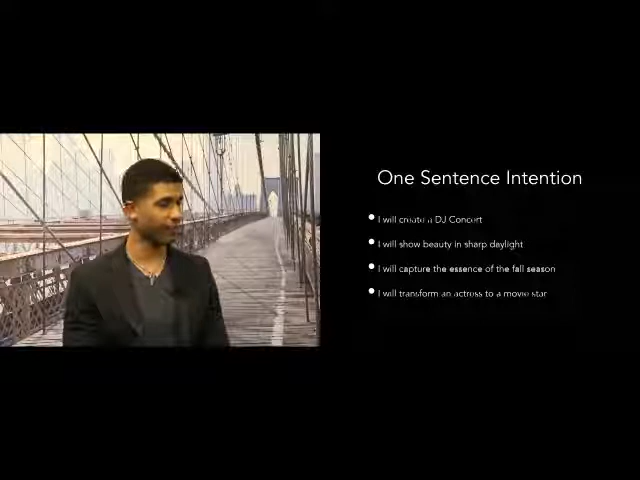 One Sentence Intention
I will create a DJ Concert
I will show beauty in sharp daylight
I will capture the essence of the fall season
I will transform an actress to a movie star